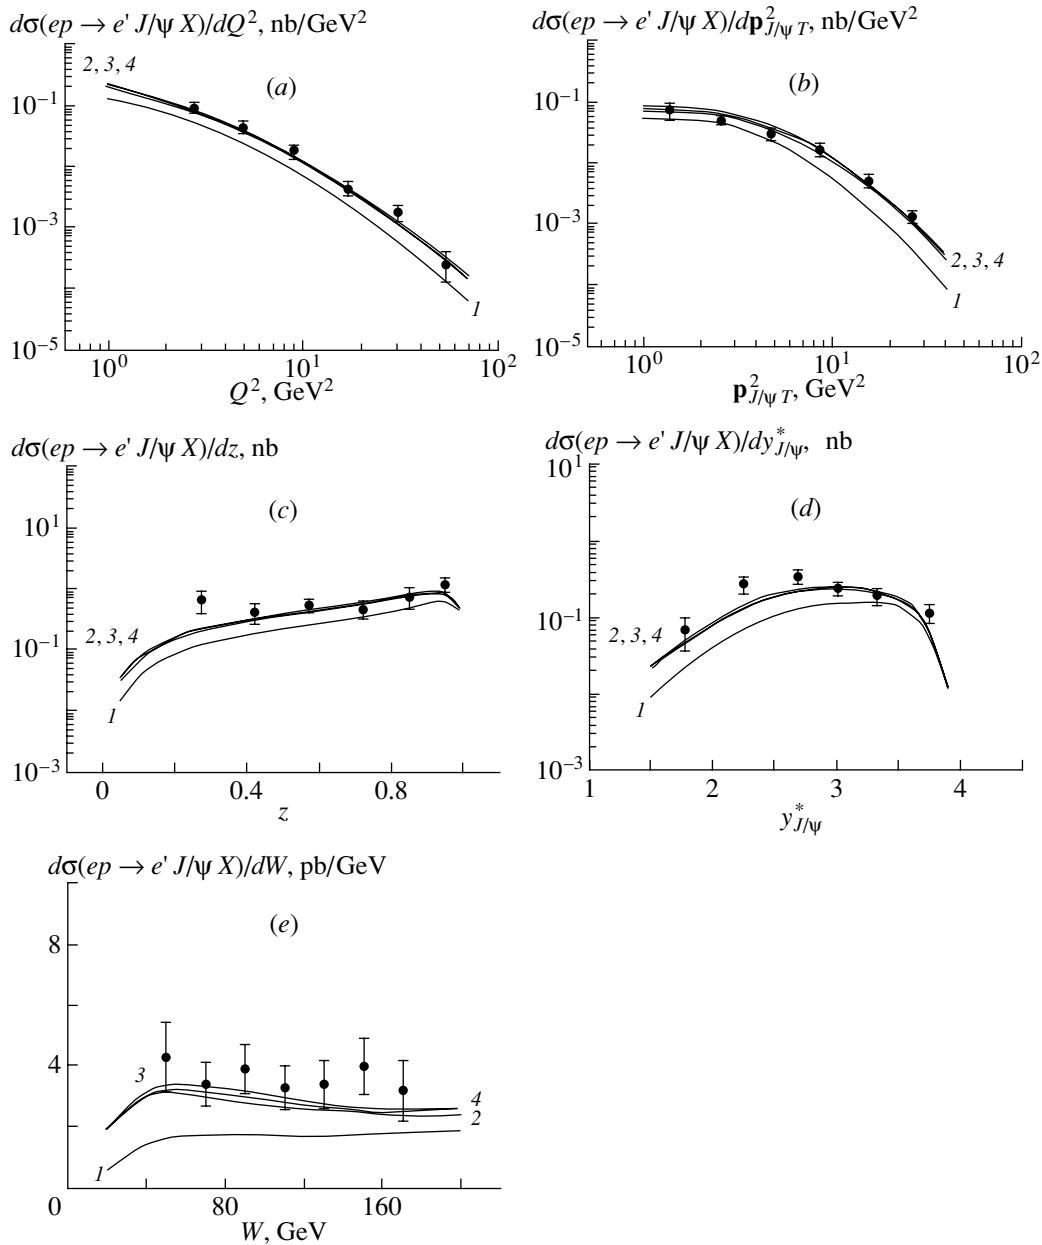 dσ(ep → e' J/ψ X)/dQ², nb/GeV²
2, 3, 4
(a)
10⁻¹
10⁻³
1
10⁻⁵
10⁰ 10¹ 10²
Q², GeV²
dσ(ep → e' J/ψ X)/dp²_{J/ψ T}, nb/GeV²
(b)
10⁻¹
10⁻³
2, 3, 4
1
10⁻⁵
10⁰ 10¹ 10²
p²_{J/ψ T}, GeV²
dσ(ep → e' J/ψ X)/dz, nb
(c)
10¹
2, 3, 4
10⁻¹
1
10⁻³
0 0.4 0.8
z
dσ(ep → e' J/ψ X)/dy*_{J/ψ}, nb
10¹
(d)
2, 3, 4
10⁻¹
1
10⁻³
1 2 3 4
y*_{J/ψ}
dσ(ep → e' J/ψ X)/dW, pb/GeV
(e)
8
4
3
4
2
1
0 80 160
W, GeV